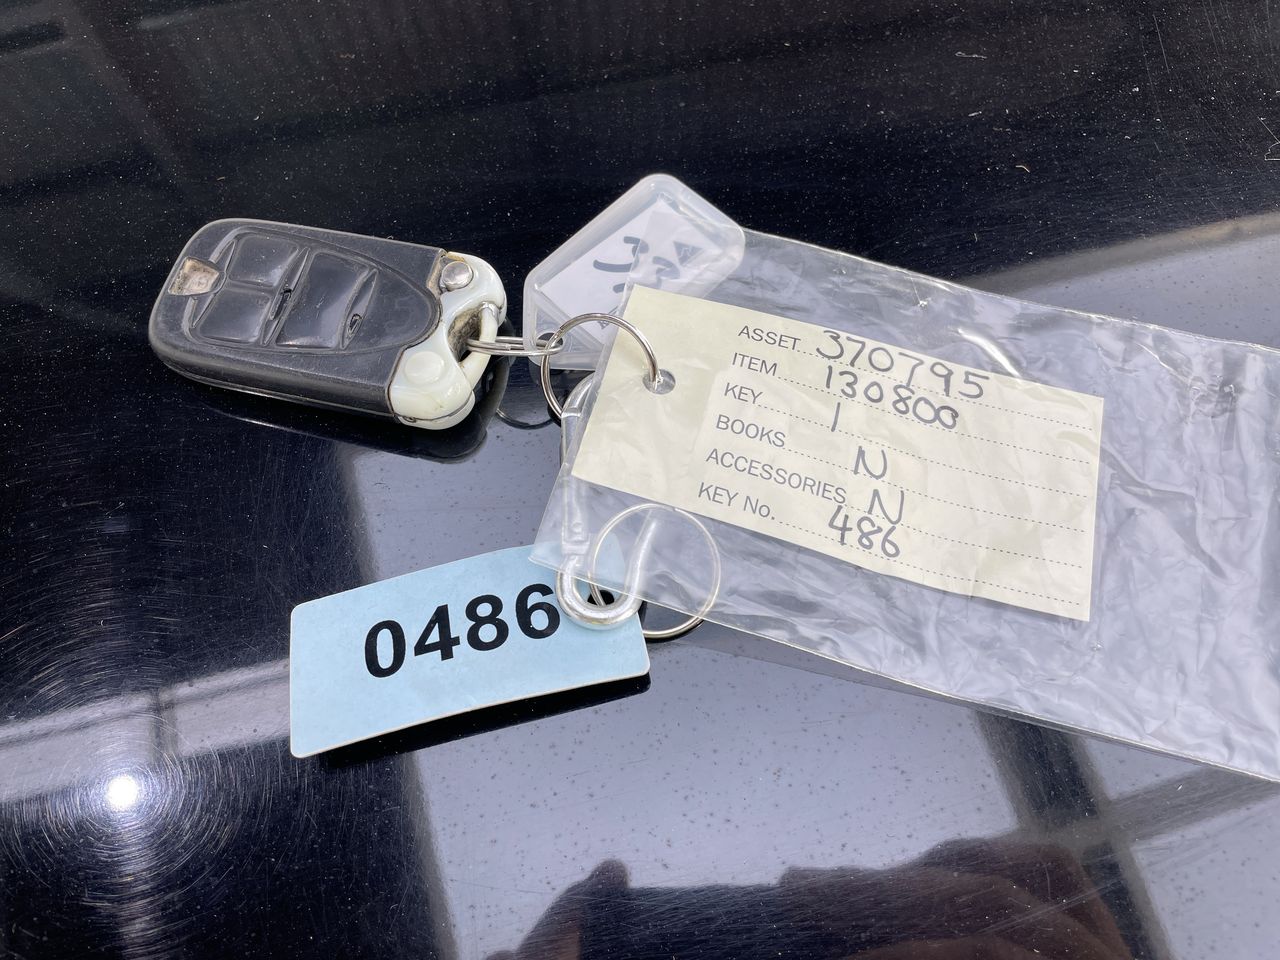 ASSET 370795
ITEM 130800
KEY 1
BOOKS N
ACCESSORIES N
KEY No. 486
0486